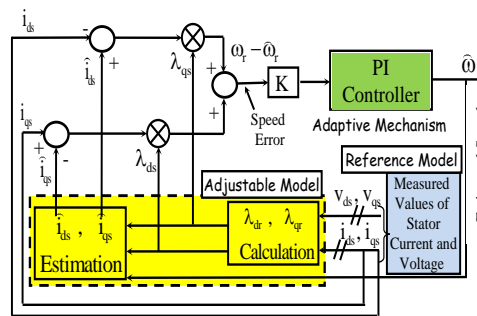 i_ds
-
λ_qs
ω_r - ω̂_r
î_ds
+
+
+
K
PI
Controller
ω̂
Speed
Error
Adaptive Mechanism
i_qs
+
-
î_qs
λ_ds
Reference Model
Adjustable Model
v_ds, v_qs
i_ds, i_qs
Measured
Values of
Stator
Current and
Voltage
î_ds , î_qs
Estimation
λ_dr , λ_qr
Calculation